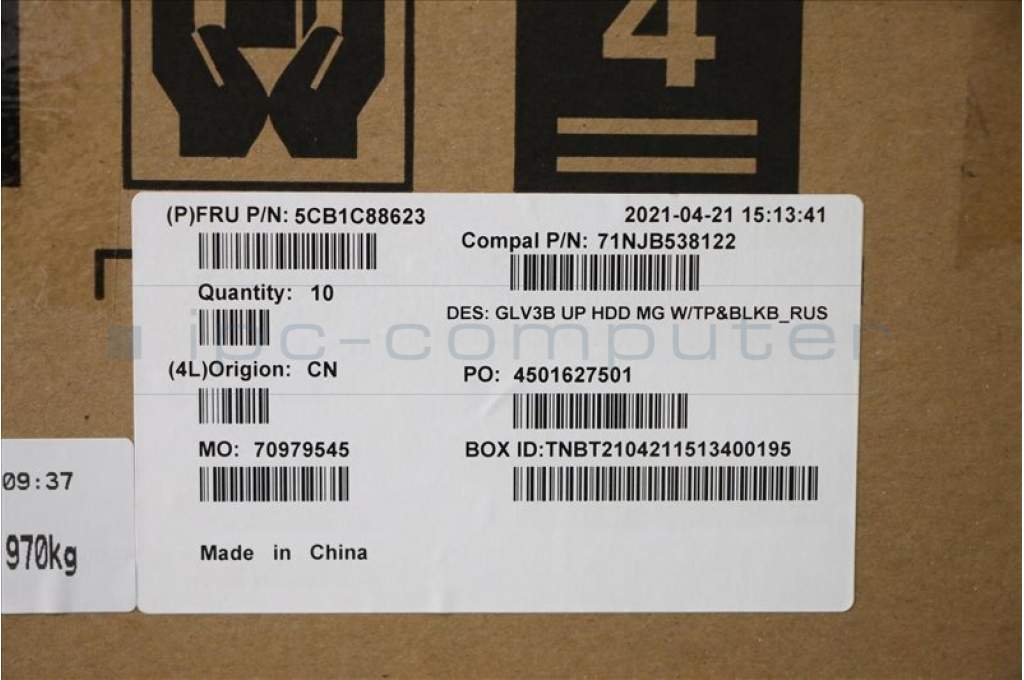 4
(P)FRU P/N: 5CB1C88623
2021-04-21 15:13:41
Compal P/N: 71NJB538122
Quantity: 10
DES: GLV3B UP HDD MG W/TP&BLKB_RUS
ipc-computer
(4L)Origion: CN
PO: 4501627501
MO: 70979545
BOX ID:TNBT2104211513400195
09:37
Made in China
970kg